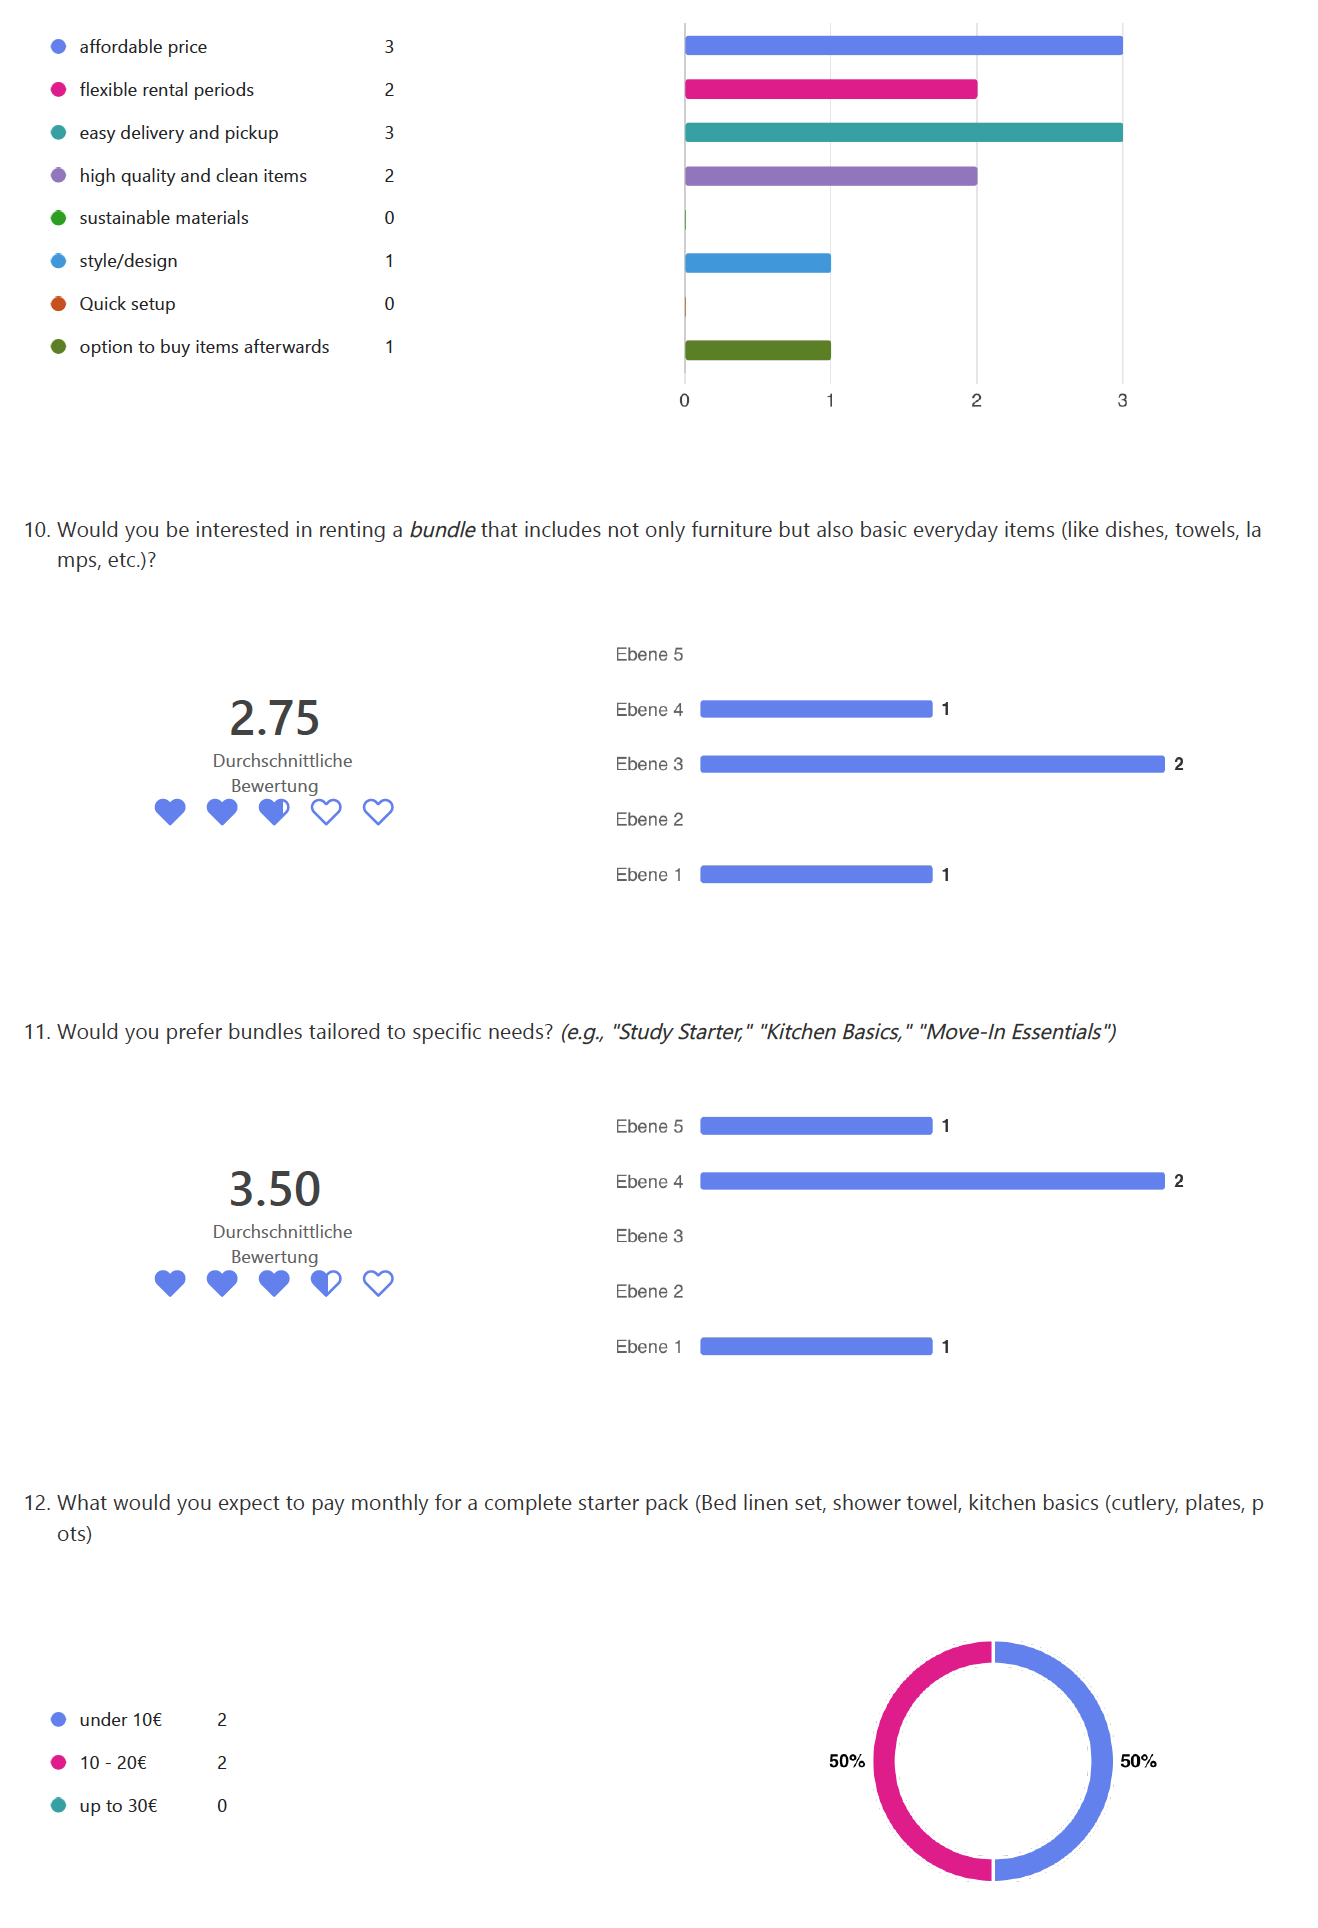 affordable price 3
flexible rental periods 2
easy delivery and pickup 3
high quality and clean items 2
sustainable materials 0
style/design 1
Quick setup 0
option to buy items afterwards 1
0 1 2 3
10. Would you be interested in renting a bundle that includes not only furniture but also basic everyday items (like dishes, towels, la
mps, etc.)?
2.75
Durchschnittliche
Bewertung
Ebene 5
Ebene 4 1
Ebene 3 2
Ebene 2
Ebene 1 1
11. Would you prefer bundles tailored to specific needs? (e.g., "Study Starter," "Kitchen Basics," "Move-In Essentials")
3.50
Durchschnittliche
Bewertung
Ebene 5 1
Ebene 4 2
Ebene 3
Ebene 2
Ebene 1 1
12. What would you expect to pay monthly for a complete starter pack (Bed linen set, shower towel, kitchen basics (cutlery, plates, p
ots)
under 10€ 2
10 - 20€ 2
up to 30€ 0
50% 50%